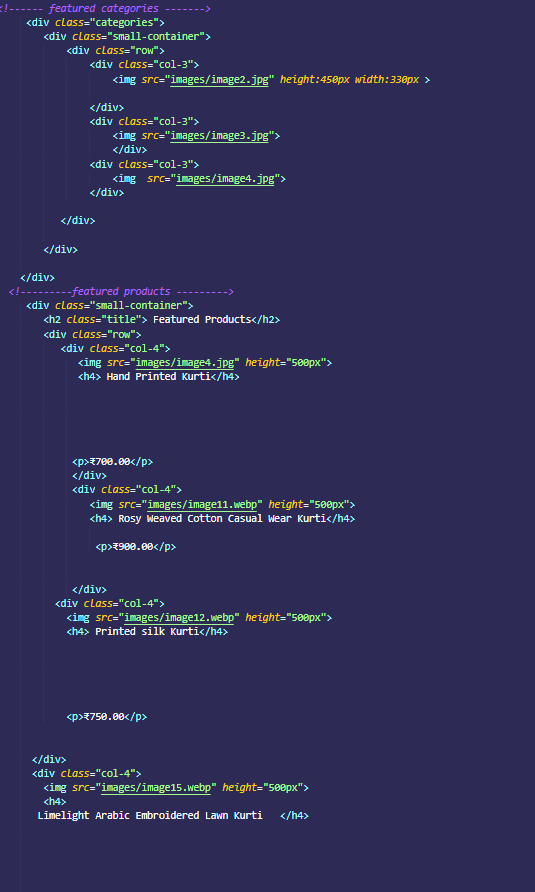 <!------ featured categories ------->
<div class="categories">
<div class="small-container">
<div class="row">
<div class="col-3">
<img src="images/image2.jpg" height:450px width:330px >
</div>
<div class="col-3">
<img src="images/image3.jpg">
</div>
<div class="col-3">
<img  src="images/image4.jpg">
</div>
</div>
</div>
</div>
<!---------featured products --------->
<div class="small-container">
<h2 class="title"> Featured Products</h2>
<div class="row">
<div class="col-4">
<img src="images/image4.jpg" height="500px">
<h4> Hand Printed Kurti</h4>
<p>₹700.00</p>
</div>
<div class="col-4">
<img src="images/image11.webp" height="500px">
<h4> Rosy Weaved Cotton Casual Wear Kurti</h4>
<p>₹900.00</p>
</div>
<div class="col-4">
<img src="images/image12.webp" height="500px">
<h4> Printed silk Kurti</h4>
<p>₹750.00</p>
</div>
<div class="col-4">
<img src="images/image15.webp" height="500px">
<h4>
Limelight Arabic Embroidered Lawn Kurti   </h4>